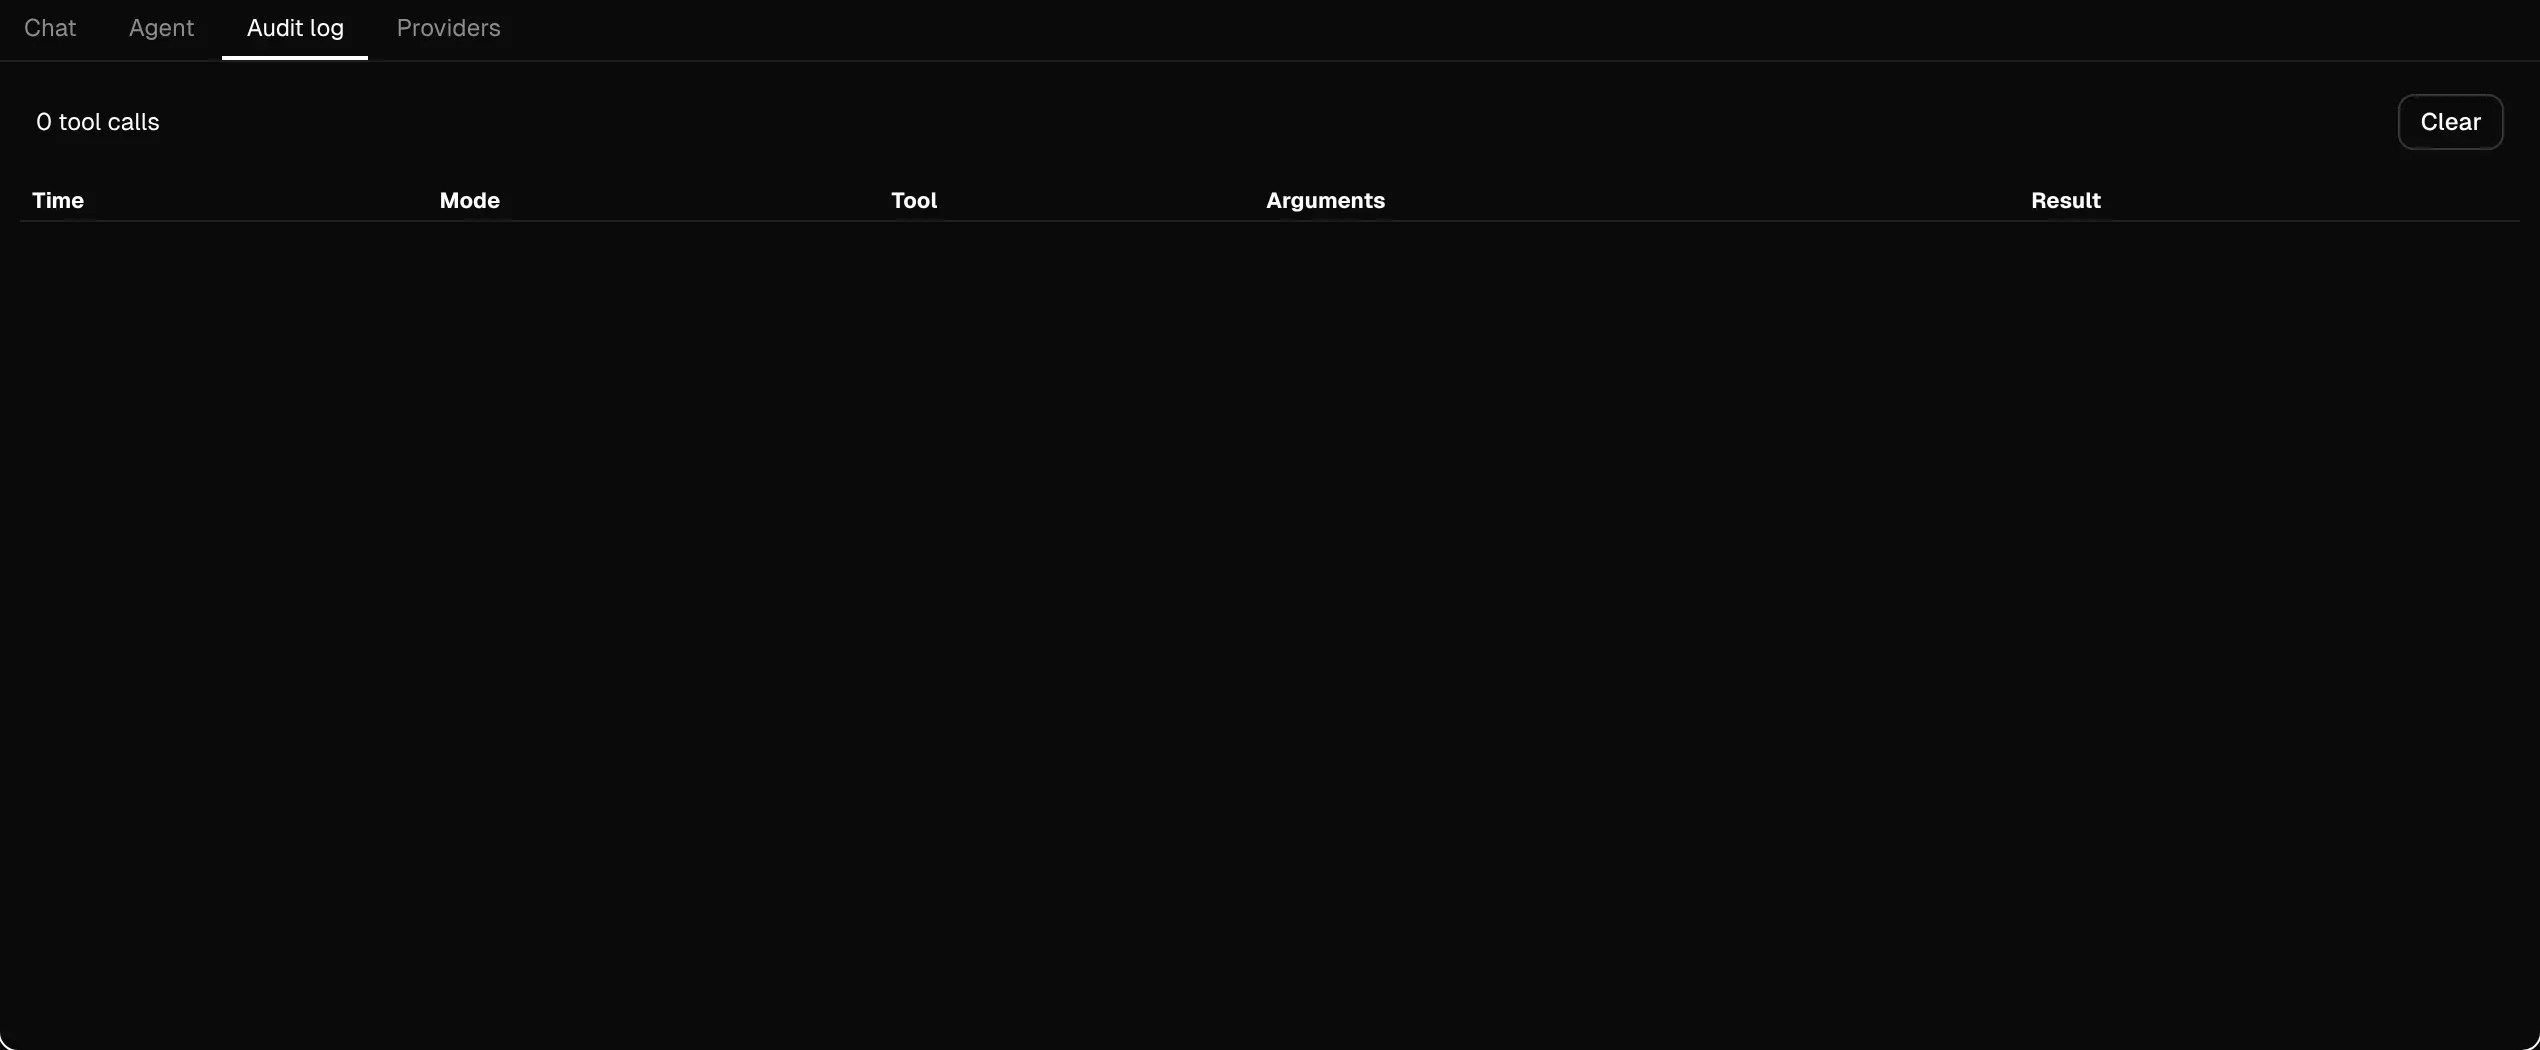 Chat Agent Audit log Providers
0 tool calls Clear
Time Mode Tool Arguments Result